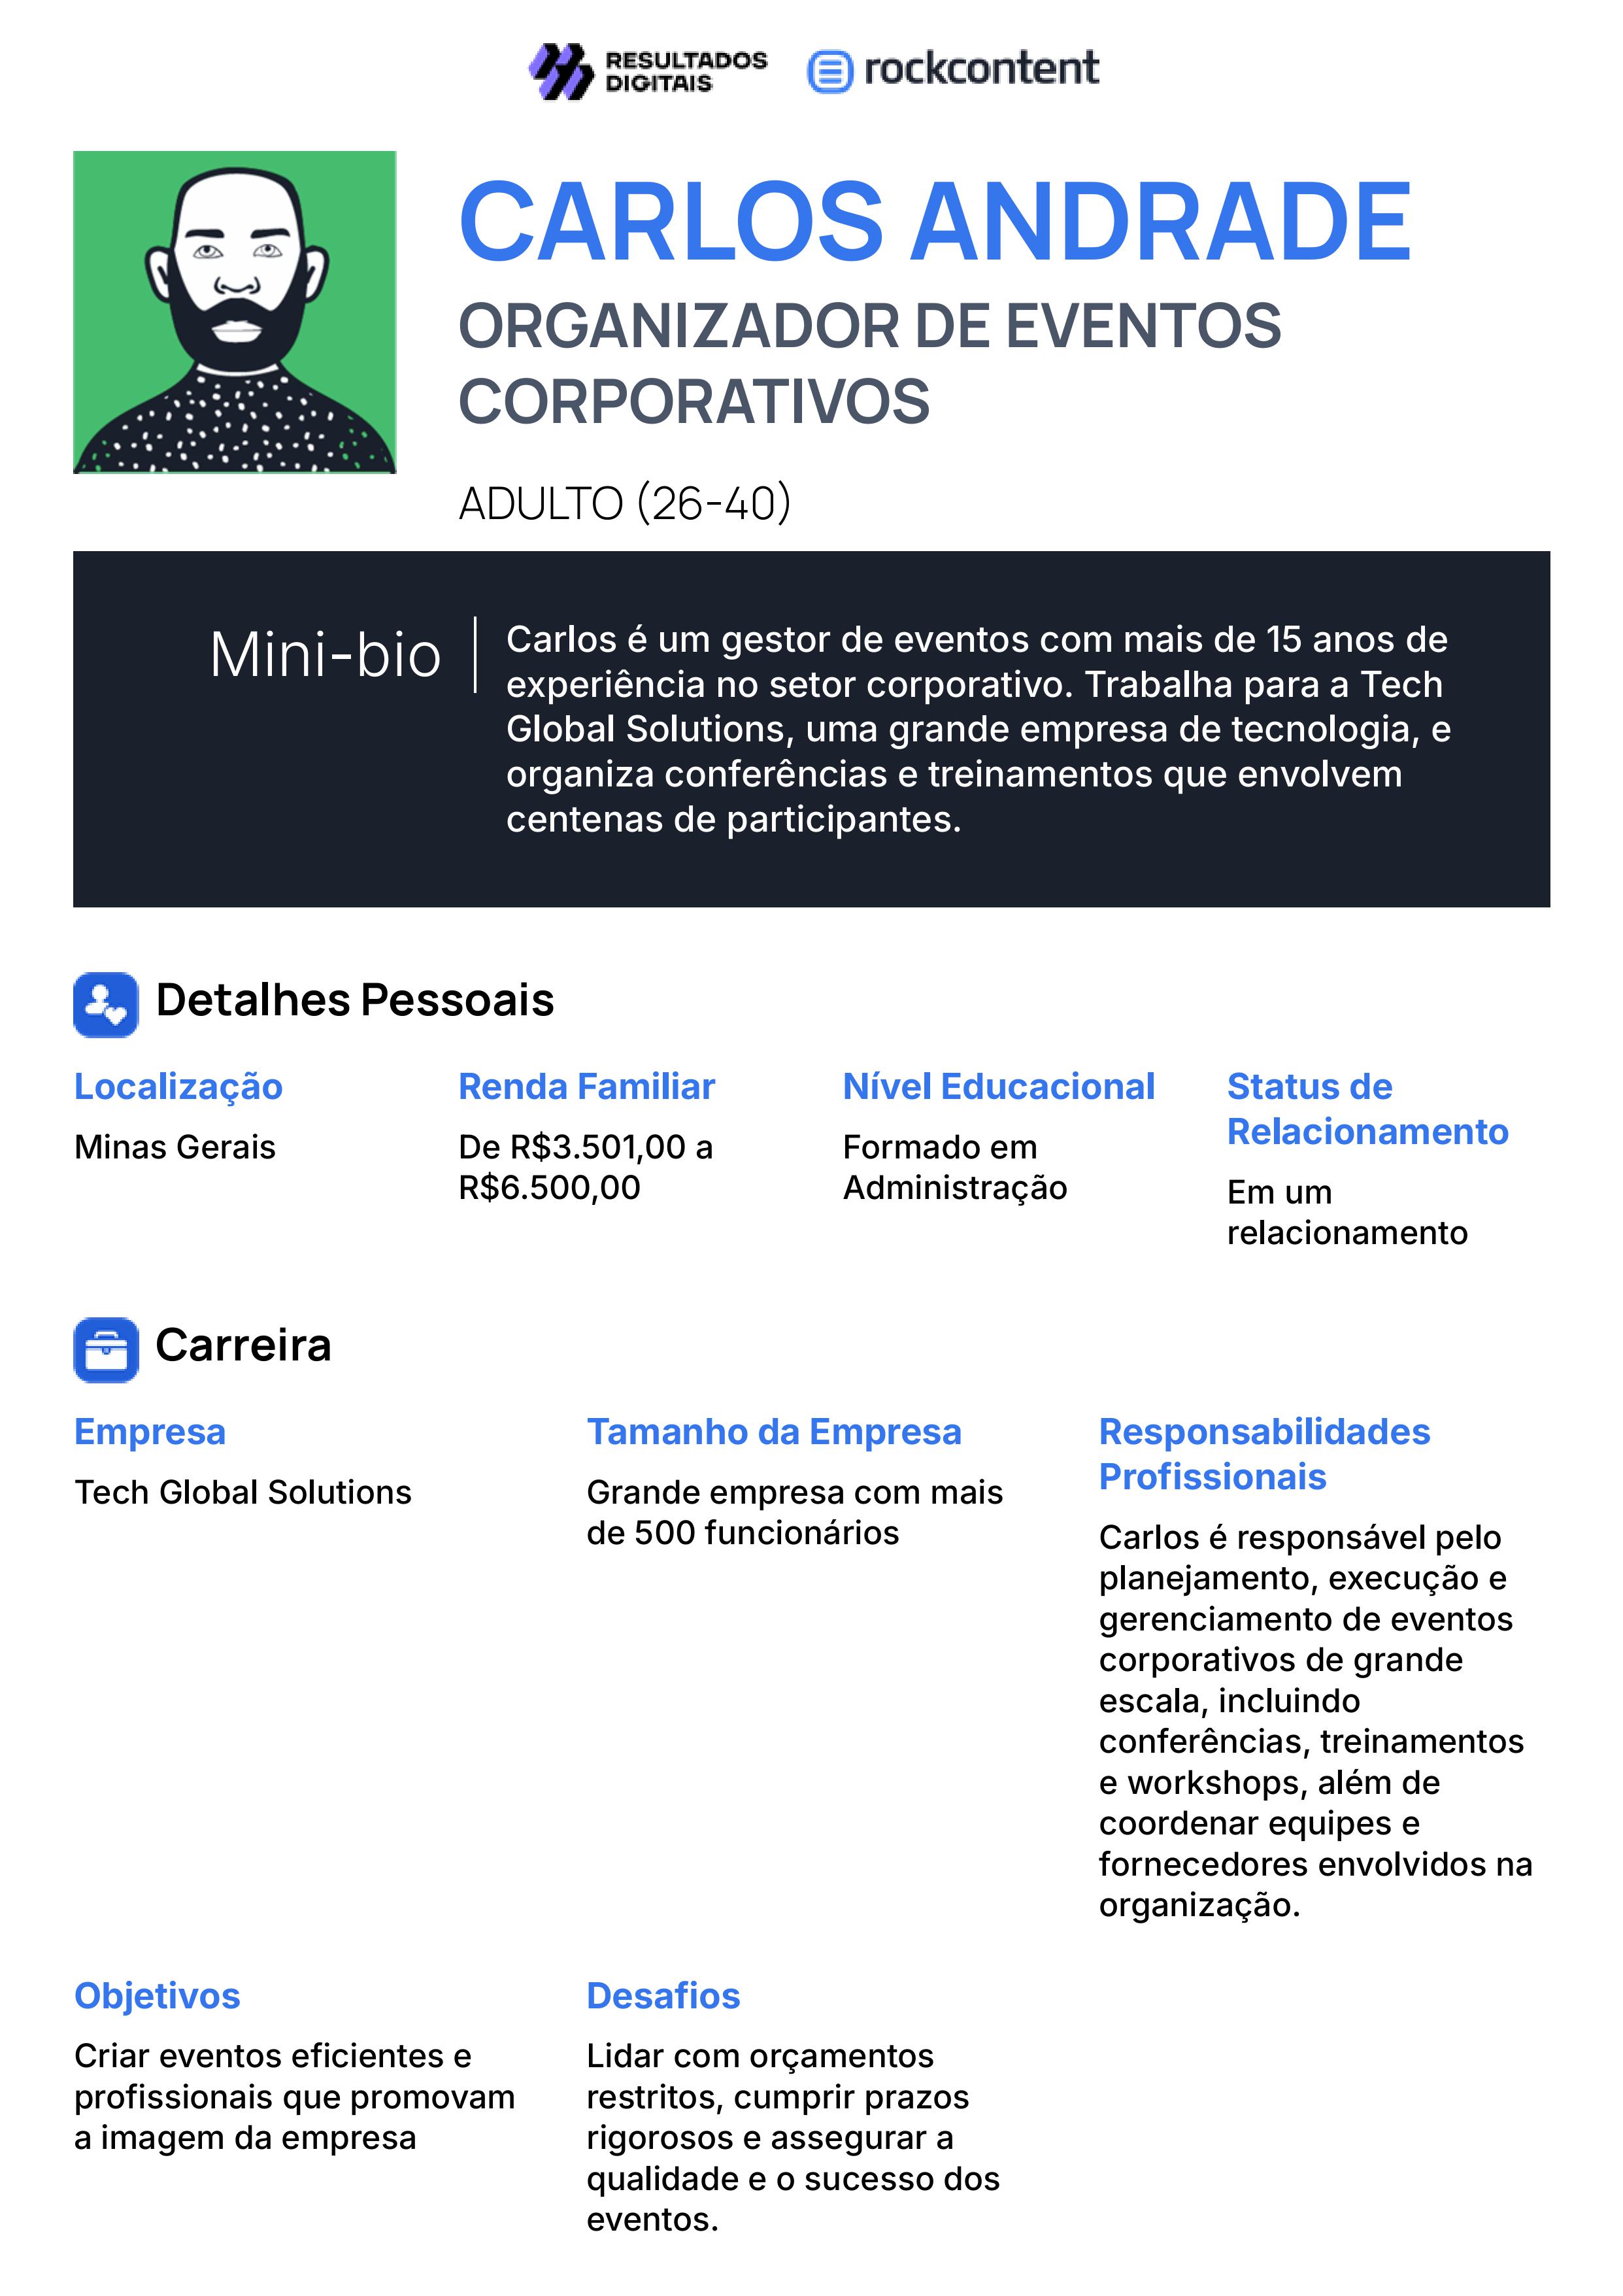 RESULTADOS
DIGITAIS
rockcontent
CARLOS ANDRADE
ORGANIZADOR DE EVENTOS
CORPORATIVOS
ADULTO (26-40)
Mini-bio
Carlos é um gestor de eventos com mais de 15 anos de
experiência no setor corporativo. Trabalha para a Tech
Global Solutions, uma grande empresa de tecnologia, e
organiza conferências e treinamentos que envolvem
centenas de participantes.
Detalhes Pessoais
Localização
Minas Gerais
Renda Familiar
De R$3.501,00 a
R$6.500,00
Nível Educacional
Formado em
Administração
Status de
Relacionamento
Em um
relacionamento
Carreira
Empresa
Tech Global Solutions
Tamanho da Empresa
Grande empresa com mais
de 500 funcionários
Responsabilidades
Profissionais
Carlos é responsável pelo
planejamento, execução e
gerenciamento de eventos
corporativos de grande
escala, incluindo
conferências, treinamentos
e workshops, além de
coordenar equipes e
fornecedores envolvidos na
organização.
Objetivos
Criar eventos eficientes e
profissionais que promovam
a imagem da empresa
Desafios
Lidar com orçamentos
restritos, cumprir prazos
rigorosos e assegurar a
qualidade e o sucesso dos
eventos.